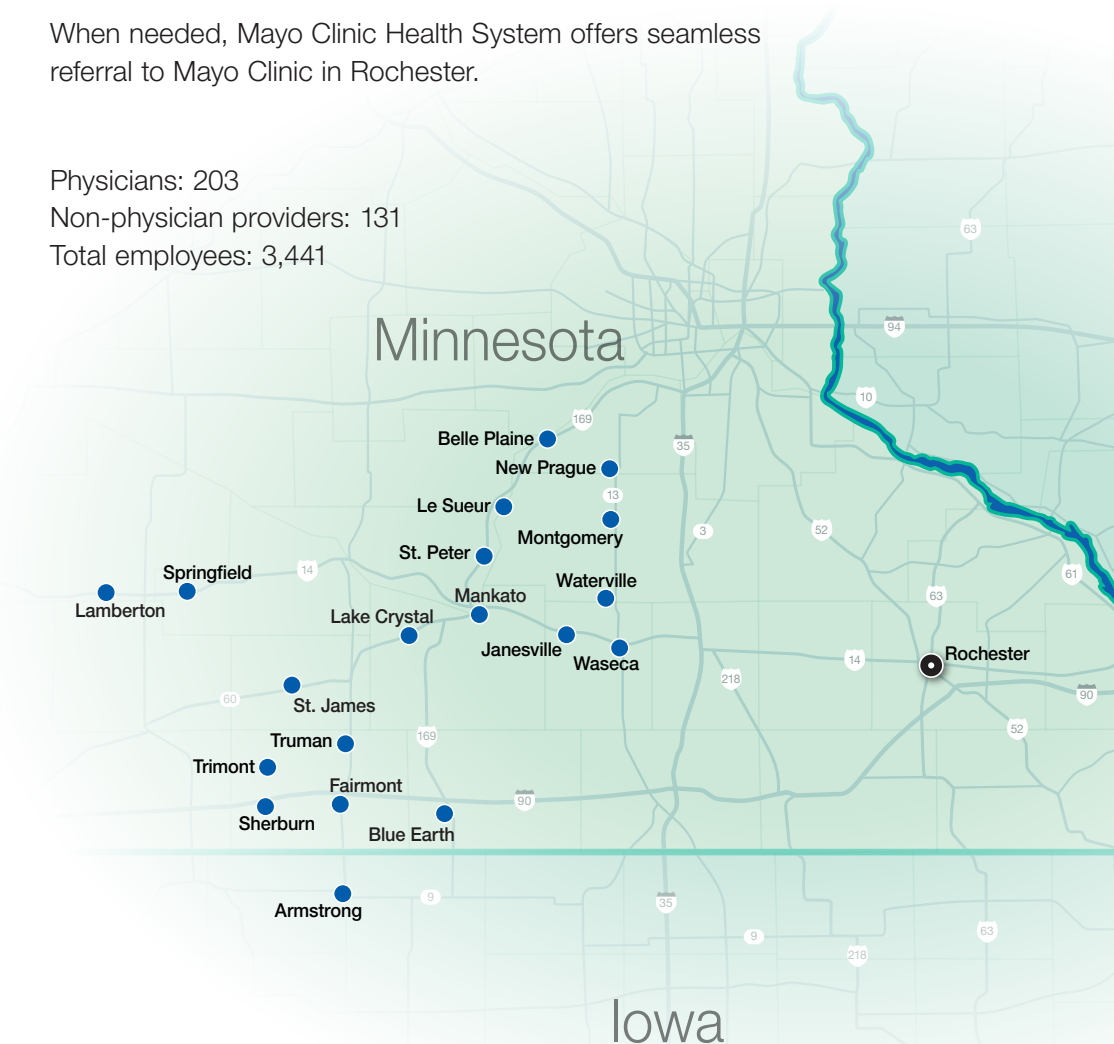 When needed, Mayo Clinic Health System offers seamless
referral to Mayo Clinic in Rochester.
Physicians: 203
Non-physician providers: 131
Total employees: 3,441
63
94
Minnesota
10
169
Belle Plaine
35
New Prague
13
Le Sueur
Montgomery
3
52
St. Peter
14
Springfield
61
Waterville
Lamberton
Mankato
63
Lake Crystal
Janesville
Waseca
Rochester
14
218
90
60
St. James
52
Truman
169
Trimont
Fairmont
90
Sherburn
Blue Earth
9
35
Armstrong
9
63
218
Iowa